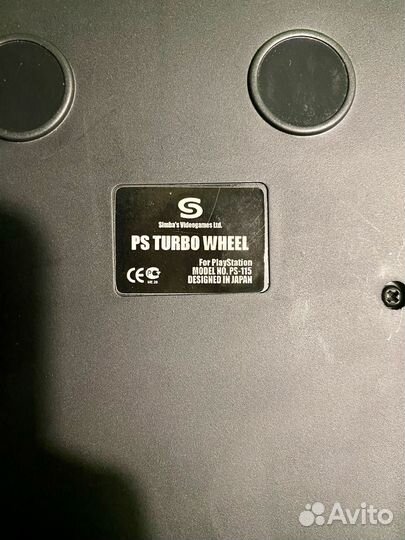 S
Simba's Videogames Ltd.
PS TURBO WHEEL
For PlayStation
MODEL NO. PS-115
DESIGNED IN JAPAN
CE
Avito